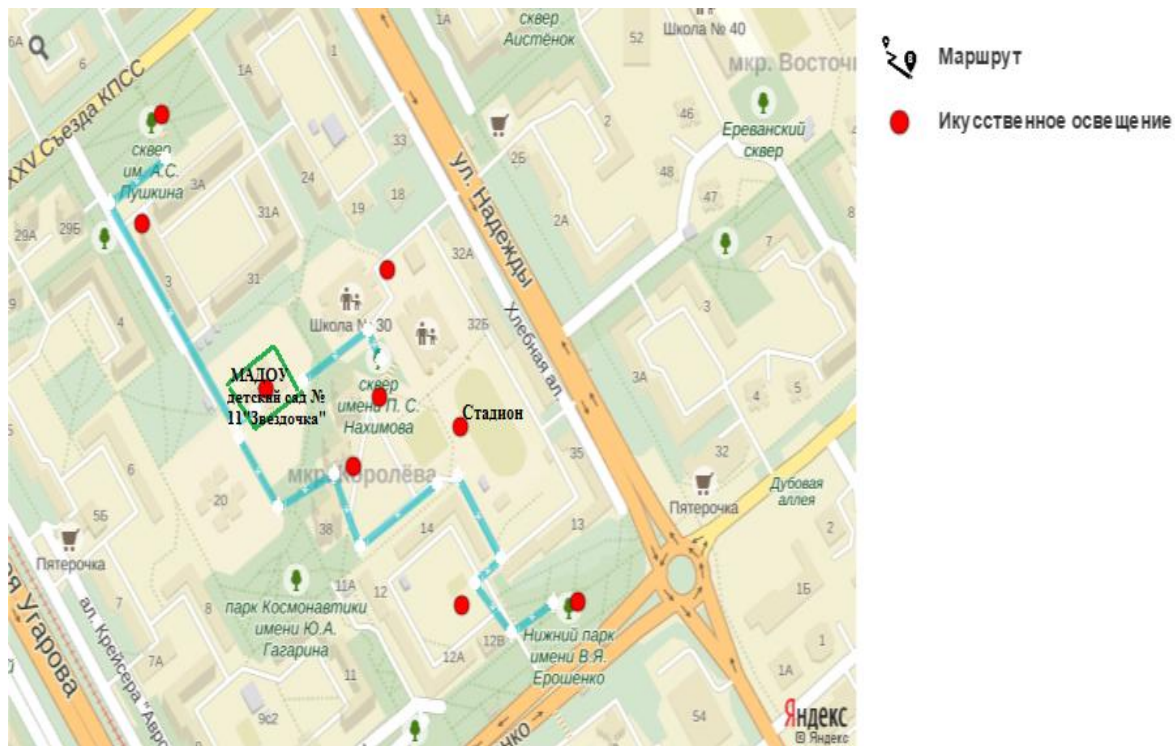 6А
6
1А
1
1А
сквер
Аистёнок
52
Школа № 40
мкр. Восточн
XXV Съезда КПСС
сквер
им. А.С.
Пушкина
3А
24
33
2
46
Ереванский
сквер
26
48
47
29А
29Б
31А
19
18
2А
8
ул. Надежды
32А
7
3
31
4
Школа № 30
32Б
Хлебная ал.
3
МАДОУ
детский сад №
11"Звездочка"
сквер
имени П. С.
Нахимова
Стадион
3А
4
5
мкр. Королёва
6
20
35
32
Дубовая
аллея
Пятерочка
5Б
38
14
13
2
Пятерочка
7
8
11А
12
1Б
парк Космонавтики
имени Ю.А.
Гагарина
12В
12А
Нижний парк
имени В.Я.
Ерошенко
1
7А
11
1А
ал. Крейсера "Авро
ая Угарова
9с2
54
нко
Яндекс
© Яндекс
Маршрут
Икусственное освещение